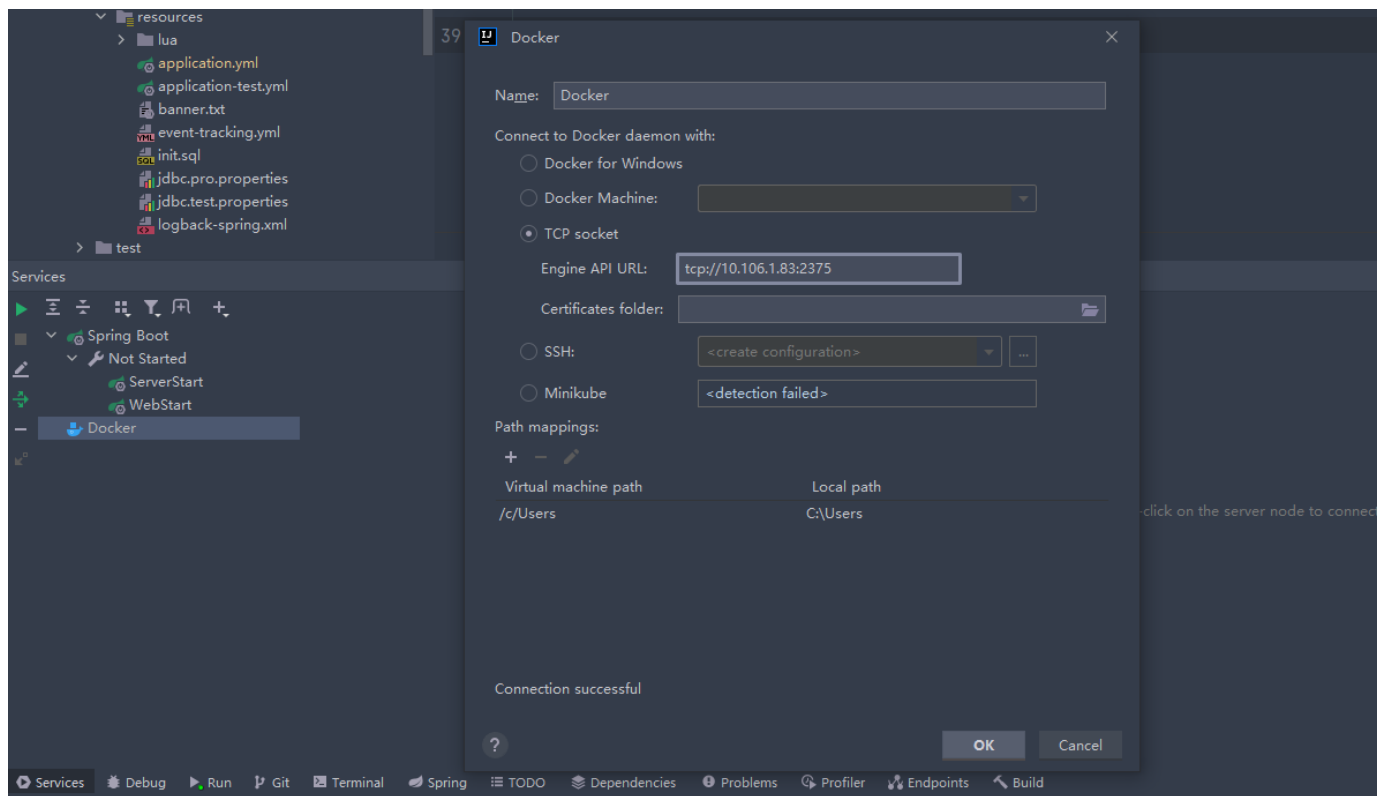 resources
lua
39
Docker
application.yml
application-test.yml
Name: Docker
banner.txt
event-tracking.yml
Connect to Docker daemon with:
init.sql
Docker for Windows
jdbc.pro.properties
jdbc.test.properties
Docker Machine:
logback-spring.xml
TCP socket
test
Services
Engine API URL: tcp://10.106.1.83:2375
Certificates folder:
Spring Boot
Not Started
SSH: <create configuration> ...
ServerStart
WebStart
Minikube <detection failed>
Docker
Path mappings:
Virtual machine path Local path
/c/Users C:\Users
-click on the server node to connect
Connection successful
? OK Cancel
Services Debug Run Git Terminal Spring TODO Dependencies Problems Profiler Endpoints Build